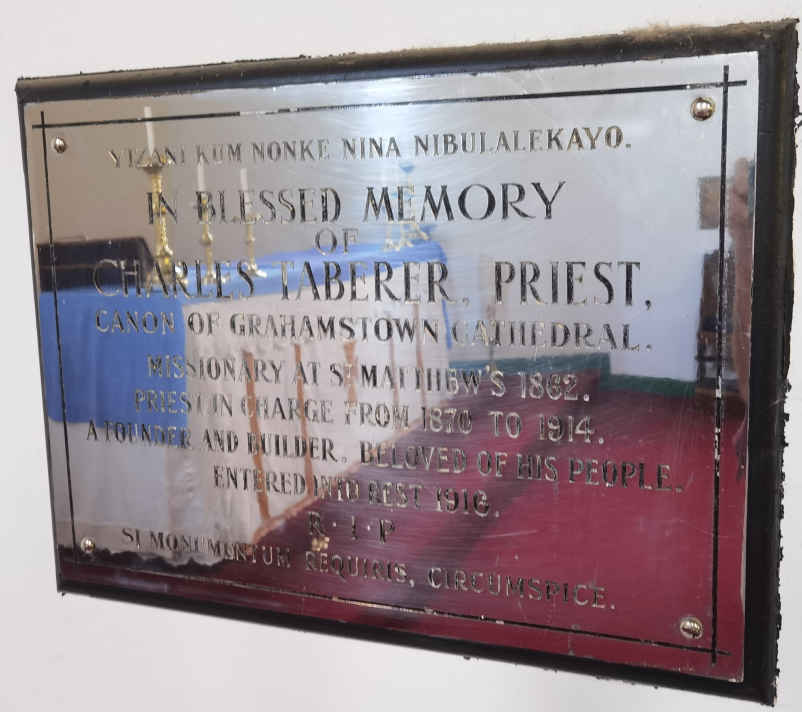 YIZANI KUM NONKE NINA NIBULALEKAYO.
IN BLESSED MEMORY
OF
CHARLES TABERER, PRIEST,
CANON OF GRAHAMSTOWN CATHEDRAL.
MISSIONARY AT ST MATTHEW'S 1862.
PRIEST IN CHARGE FROM 1870 TO 1914.
A FOUNDER AND BUILDER, BELOVED OF HIS PEOPLE.
ENTERED INTO REST 1916.
R·I·P
SI MONUMENTUM REQUIRIS, CIRCUMSPICE.